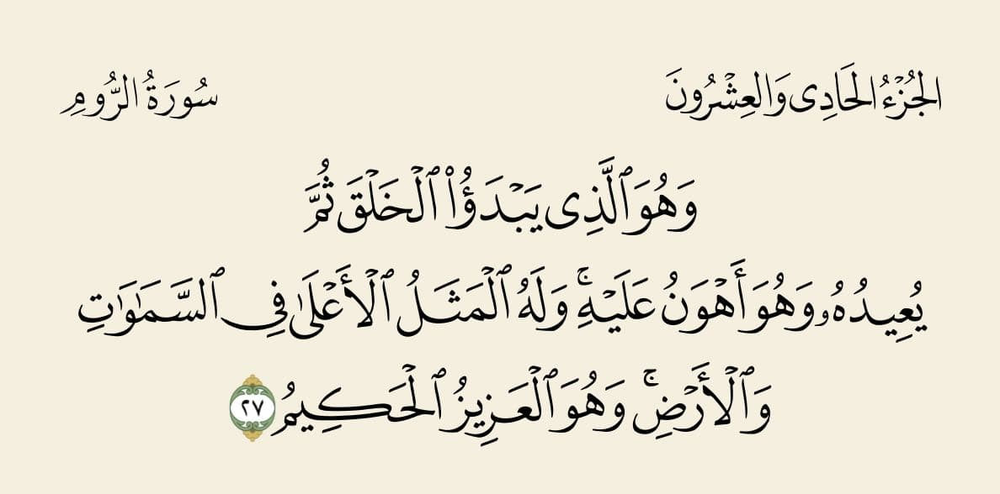 الجُزْءُ الحَادِى وَالعِشْرُونَ
سُورَةُ الرُّومِ
وَهُوَ ٱلَّذِى يَبْدَؤُا۟ ٱلْخَلْقَ ثُمَّ
يُعِيدُهُۥ وَهُوَ أَهْوَنُ عَلَيْهِ ۚ وَلَهُ ٱلْمَثَلُ ٱلْأَعْلَىٰ فِى ٱلسَّمَـٰوَٰتِ
وَٱلْأَرْضِ ۚ وَهُوَ ٱلْعَزِيزُ ٱلْحَكِيمُ ٢٧